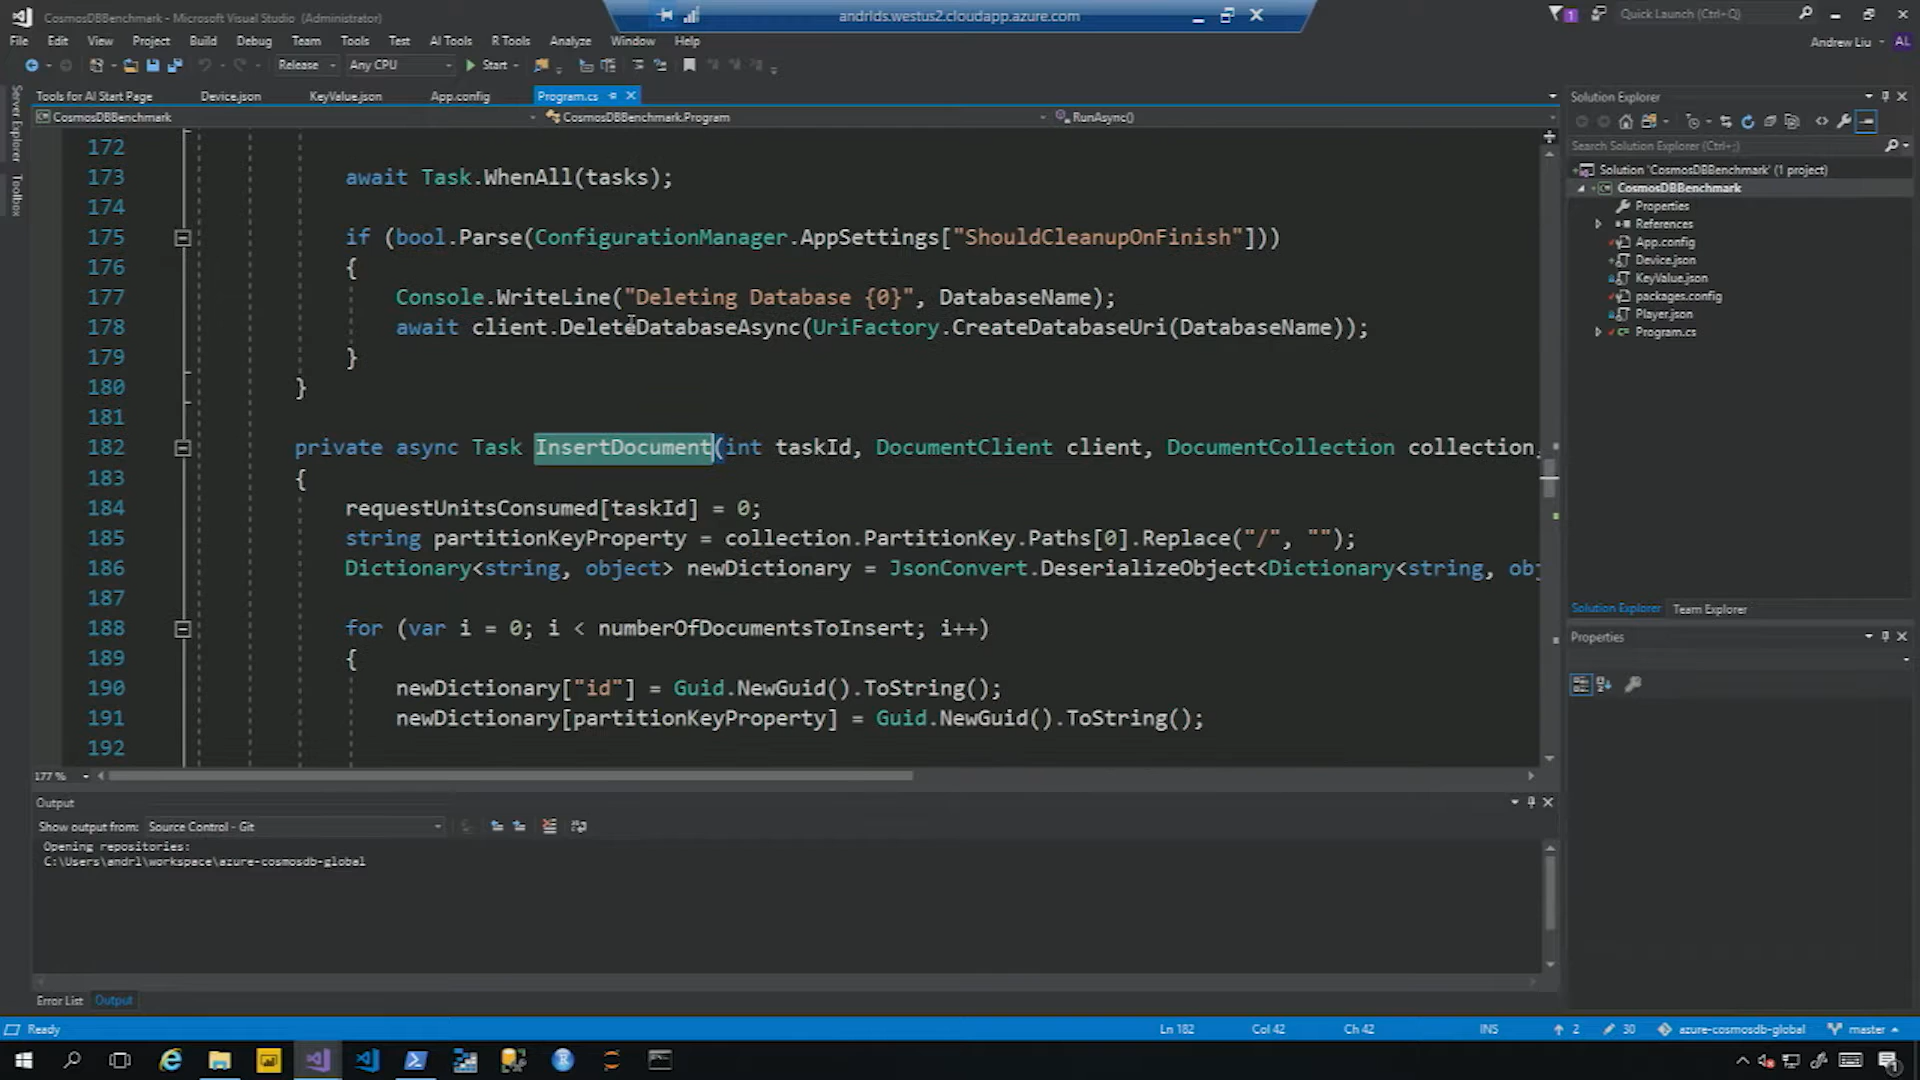 CosmosDBBenchmark - Microsoft Visual Studio (Administrator)
andrlds.westus2.cloudapp.azure.com
1
Quick Launch (Ctrl+Q)
File Edit View Project Build Debug Team Tools Test AI Tools R Tools Analyze Window Help
Andrew Liu AL
Release Any CPU Start
Server Explorer
Toolbox
Tools for AI Start Page Device.json KeyValue.json App.config Program.cs
CosmosDBBenchmark CosmosDBBenchmark.Program RunAsync()
172
173 await Task.WhenAll(tasks);
174
175 if (bool.Parse(ConfigurationManager.AppSettings["ShouldCleanupOnFinish"]))
176 {
177 Console.WriteLine("Deleting Database {0}", DatabaseName);
178 await client.DeleteDatabaseAsync(UriFactory.CreateDatabaseUri(DatabaseName));
179 }
180 }
181
182 private async Task InsertDocument(int taskId, DocumentClient client, DocumentCollection collection,
183 {
184 requestUnitsConsumed[taskId] = 0;
185 string partitionKeyProperty = collection.PartitionKey.Paths[0].Replace("/", "");
186 Dictionary<string, object> newDictionary = JsonConvert.DeserializeObject<Dictionary<string, obj
187
188 for (var i = 0; i < numberOfDocumentsToInsert; i++)
189 {
190 newDictionary["id"] = Guid.NewGuid().ToString();
191 newDictionary[partitionKeyProperty] = Guid.NewGuid().ToString();
192
177 %
Solution Explorer
Search Solution Explorer (Ctrl+;)
Solution 'CosmosDBBenchmark' (1 project)
CosmosDBBenchmark
Properties
References
App.config
Device.json
KeyValue.json
packages.config
Player.json
Program.cs
Solution Explorer Team Explorer
Properties
Output
Show output from: Source Control - Git
Opening repositories:
C:\Users\andrl\workspace\azure-cosmosdb-global
Error List Output
Ready Ln 182 Col 42 Ch 42 INS 2 30 azure-cosmosdb-global master